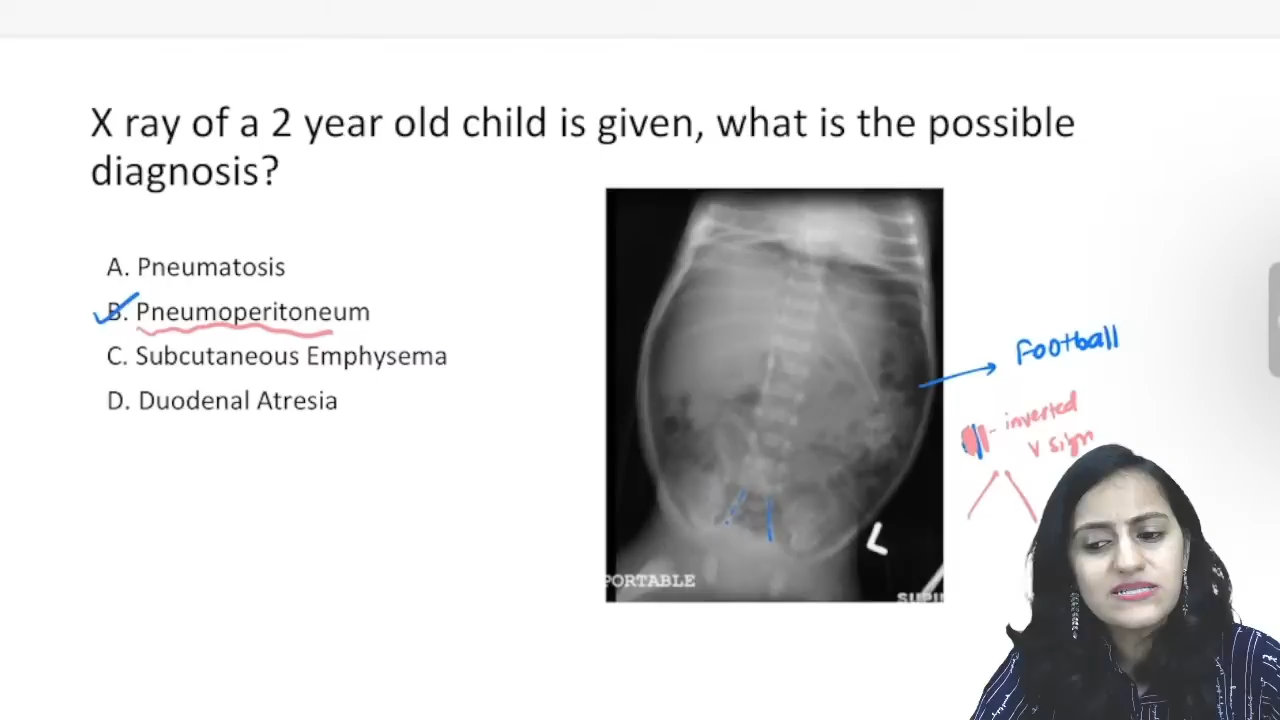 X ray of a 2 year old child is given, what is the possible
diagnosis?
A. Pneumatosis
B. Pneumoperitoneum
C. Subcutaneous Emphysema
D. Duodenal Atresia
Football
inverted
V sign
L
PORTABLE